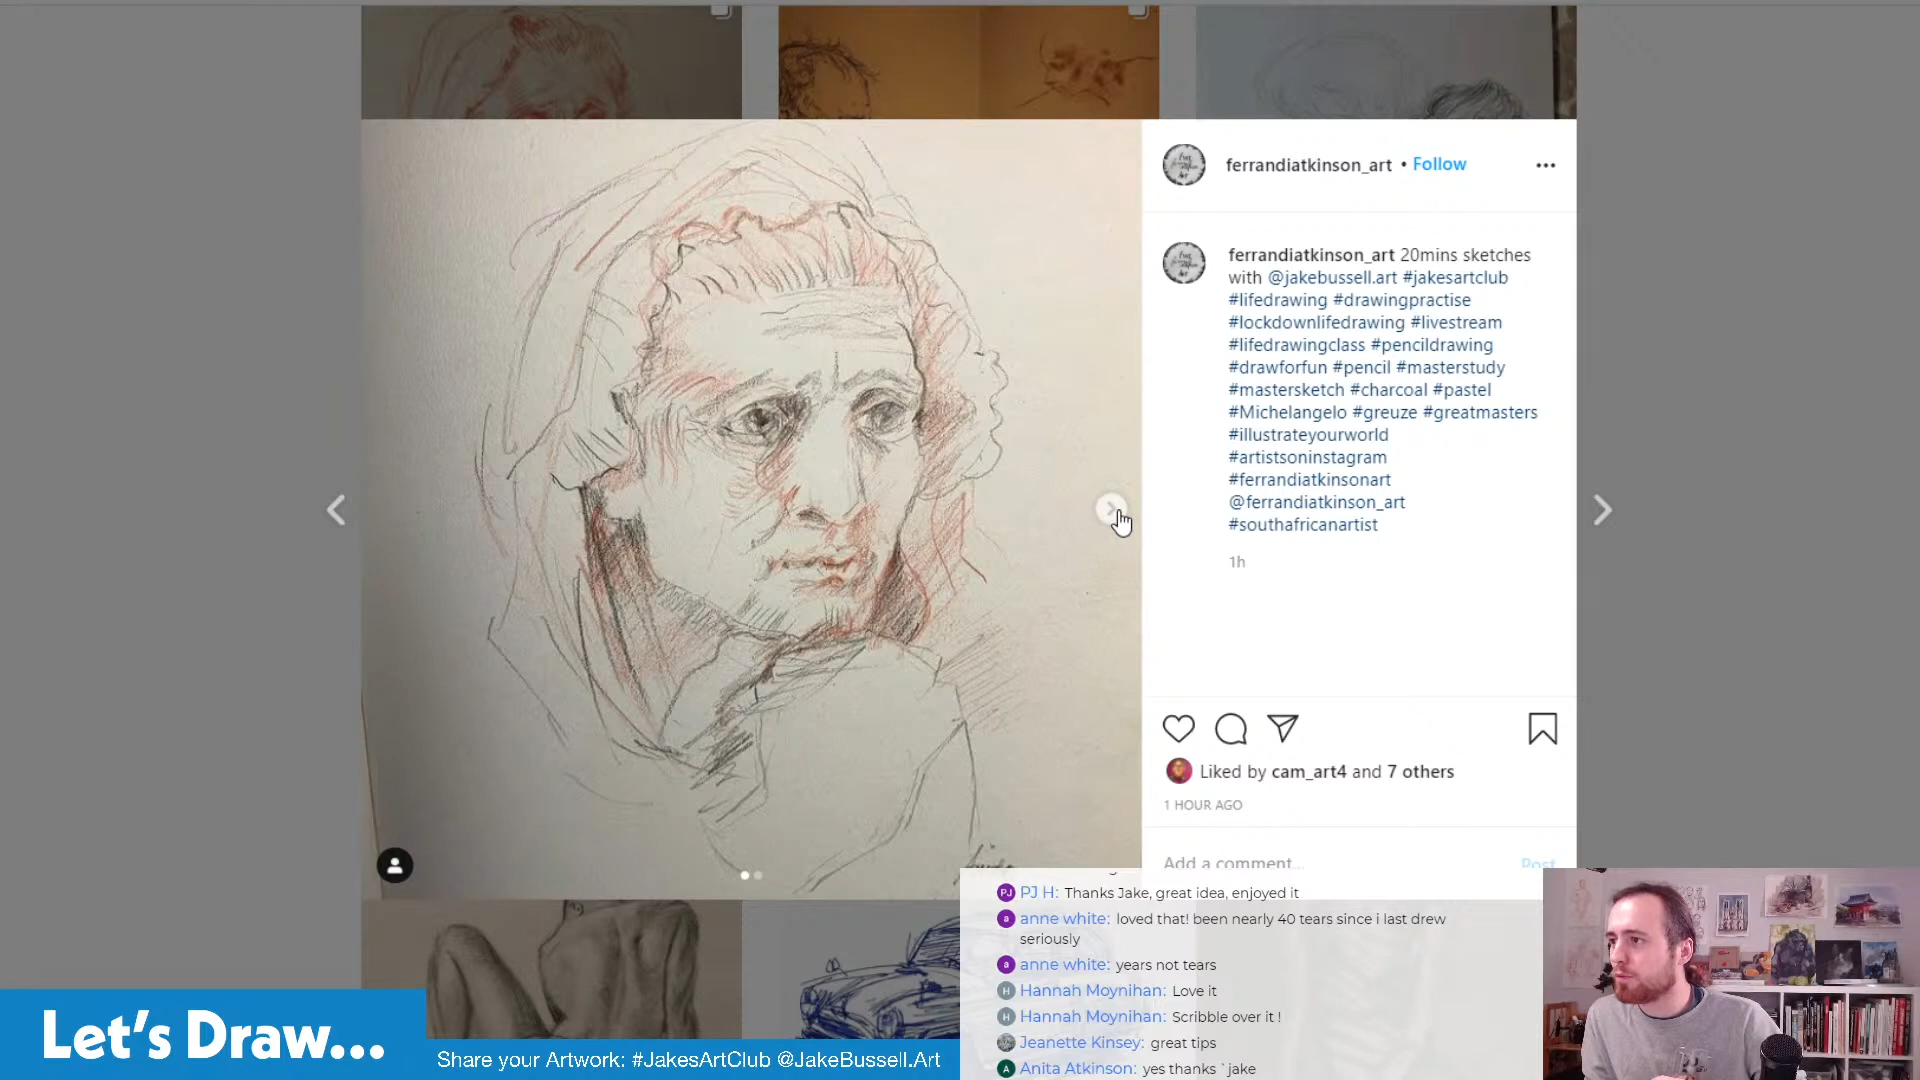 ferrandiatkinson_art • Follow
ferrandiatkinson_art 20mins sketches
with @jakebussell.art #jakesartclub
#lifedrawing #drawingpractise
#lockdownlifedrawing #livestream
#lifedrawingclass #pencildrawing
#drawforfun #pencil #masterstudy
#mastersketch #charcoal #pastel
#Michelangelo #greuze #greatmasters
#illustrateyourworld
#artistsoninstagram
#ferrandiatkinsonart
@ferrandiatkinson_art
#southafricanartist
1h
Liked by cam_art4 and 7 others
1 HOUR AGO
Add a comment... Post
PJ PJ H: Thanks Jake, great idea, enjoyed it
a anne white: loved that! been nearly 40 tears since i last drew
seriously
a anne white: years not tears
H Hannah Moynihan: Love it
H Hannah Moynihan: Scribble over it !
Jeanette Kinsey: great tips
A Anita Atkinson: yes thanks `jake
Let's Draw...
Share your Artwork: #JakesArtClub @JakeBussell.Art